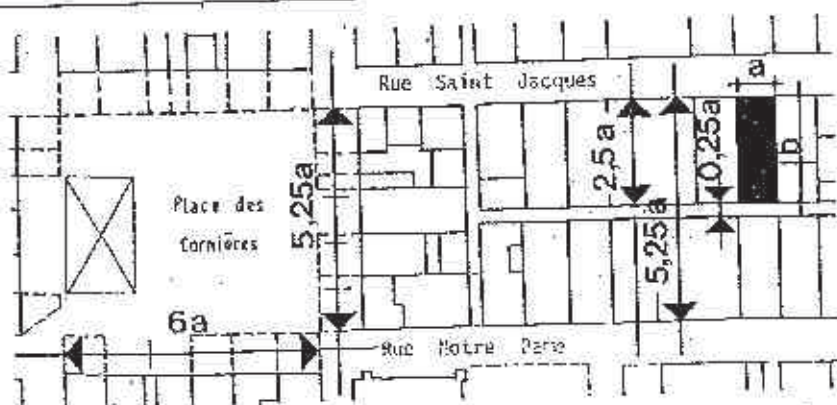 Rue Saint Jacques
a
2,5a
0,25a
b
Place des
Cornières
5,25a
5,25a
6a
Rue Notre Dame